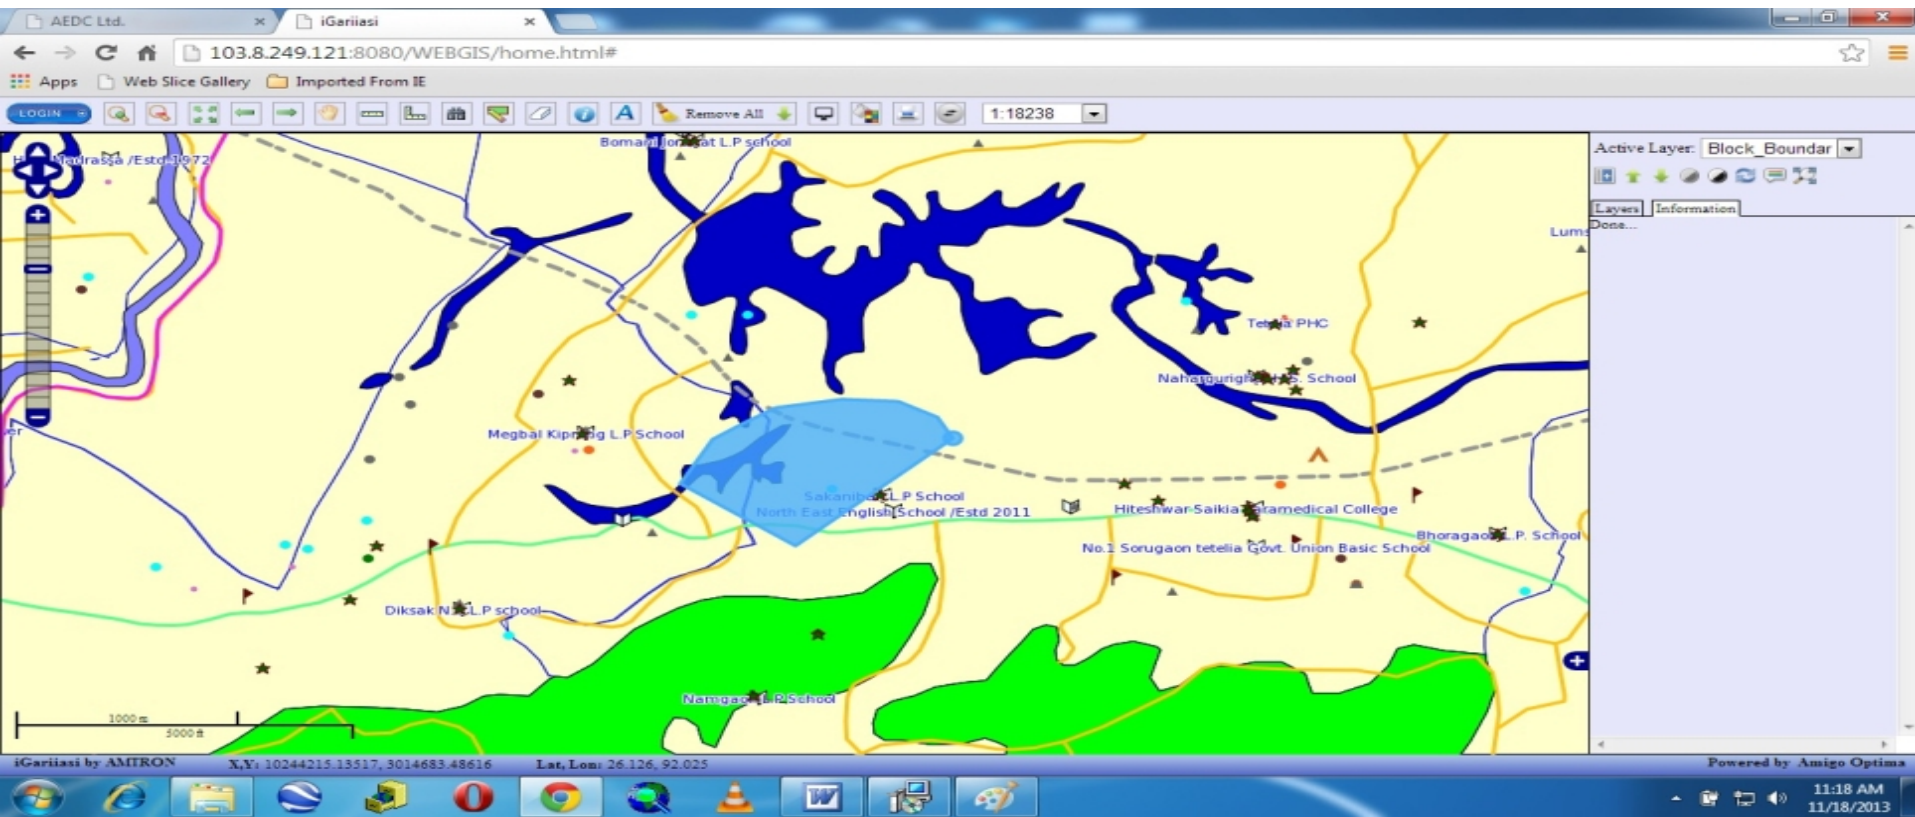 AEDC Ltd.
iGariiasi
103.8.249.121:8080/WEBGIS/home.html#
Apps Web Slice Gallery Imported From IE
LOGIN Remove All 1:18238
Active Layer: Block_Boundar
Layers Information
Done...
Madrassa /Estd-1972
Bomani L.P school
Lums
PHC
School
Megbal L.P School
er
L.P School
North East English School /Estd 2011
Hiteshwar Saikia Paramedical College
L.P. School
No.1 Sorugaon tetelia Govt. Union Basic School
Diksak L.P school
L.P School
1000 m
5000 ft
iGariiasi by AMTRON X,Y: 10244215.13517, 3014683.48616 Lat, Lon: 26.126, 92.025 Powered by Amigo Optima
11:18 AM
11/18/2013